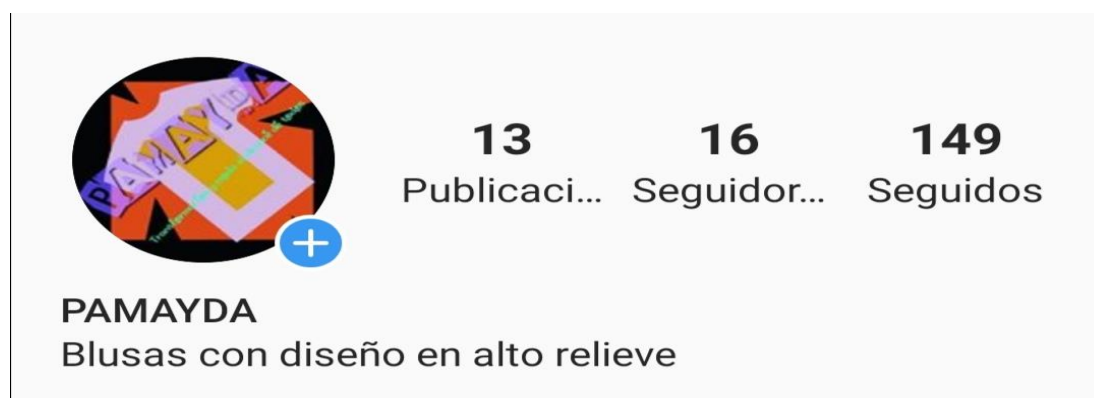 PAMAYDA
13 16 149
Publicaci... Seguidor... Seguidos
PAMAYDA
Blusas con diseño en alto relieve